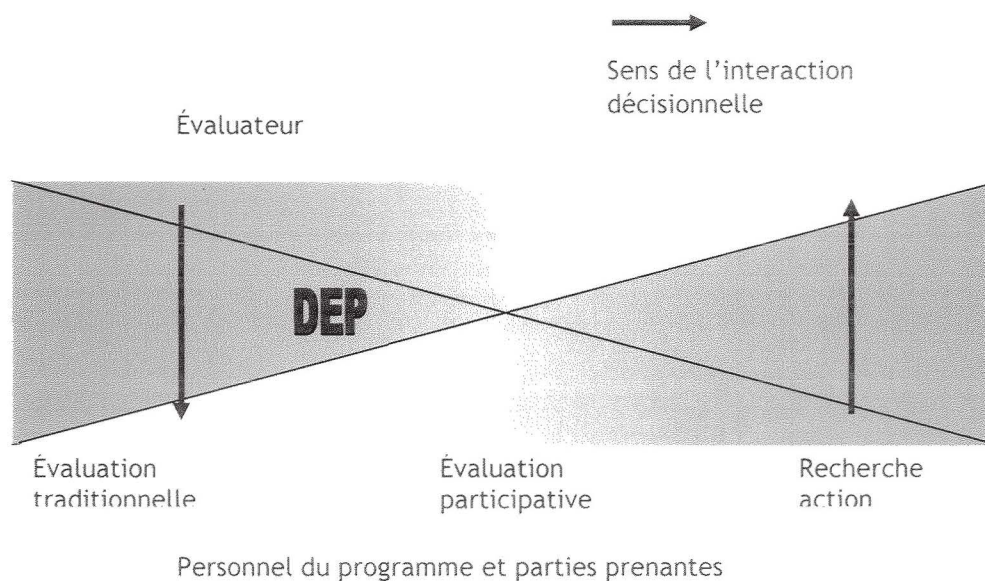 Sens de l'interaction
décisionnelle
Évaluateur
DEP
Évaluation
traditionnelle
Évaluation
participative
Recherche
action
Personnel du programme et parties prenantes